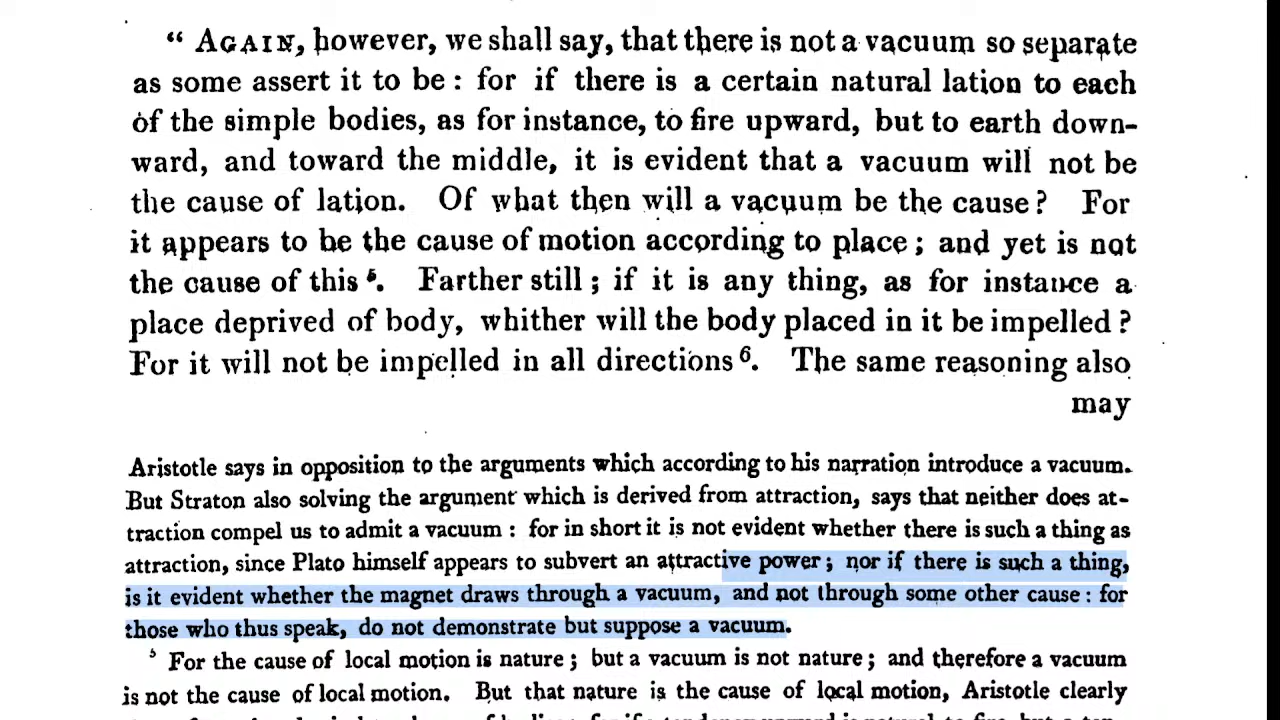 “ AGAIN, however, we shall say, that there is not a vacuum so separate
as some assert it to be : for if there is a certain natural lation to each
of the simple bodies, as for instance, to fire upward, but to earth down-
ward, and toward the middle, it is evident that a vacuum will not be
the cause of lation. Of what then will a vacuum be the cause ? For
it appears to be the cause of motion according to place ; and yet is not
the cause of this 5. Farther still ; if it is any thing, as for instance a
place deprived of body, whither will the body placed in it be impelled ?
For it will not be impelled in all directions 6. The same reasoning also
may
Aristotle says in opposition to the arguments which according to his narration introduce a vacuum.
But Straton also solving the argument which is derived from attraction, says that neither does at-
traction compel us to admit a vacuum : for in short it is not evident whether there is such a thing as
attraction, since Plato himself appears to subvert an attractive power ; nor if there is such a thing,
is it evident whether the magnet draws through a vacuum, and not through some other cause : for
those who thus speak, do not demonstrate but suppose a vacuum.
5 For the cause of local motion is nature ; but a vacuum is not nature ; and therefore a vacuum
is not the cause of local motion. But that nature is the cause of local motion, Aristotle clearly